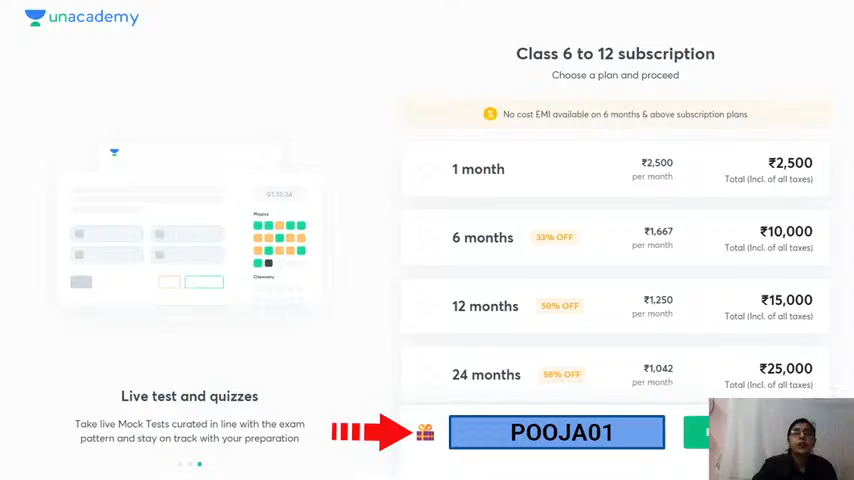 unacademy
Class 6 to 12 subscription
Choose a plan and proceed
No cost EMI available on 6 months & above subscription plans
1 month
₹2,500
per month
₹2,500
Total (Incl. of all taxes)
6 months
33% OFF
₹1,667
per month
₹10,000
Total (Incl. of all taxes)
12 months
50% OFF
₹1,250
per month
₹15,000
Total (Incl. of all taxes)
24 months
58% OFF
₹1,042
per month
₹25,000
Total (Incl. of all taxes)
POOJA01
01:12:34
Physics
Chemistry
Live test and quizzes
Take live Mock Tests curated in line with the exam
pattern and stay on track with your preparation